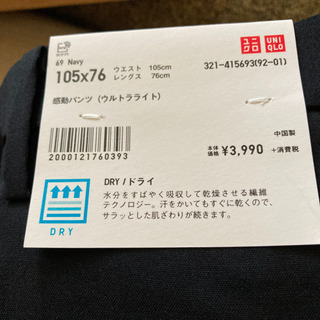 69 Navy
105x76
ウエスト 105cm
レングス 76cm
ユニクロ
UNIQLO
321-415693(92-01)
感動パンツ（ウルトラライト）
2000121760393
中国製
本体価格 ¥3,990 +消費税
DRY/ドライ
水分をすばやく吸収して乾燥させる繊維
テクノロジー。汗をかいてもすぐに乾くので、
サラッとした肌ざわりが続きます。
DRY